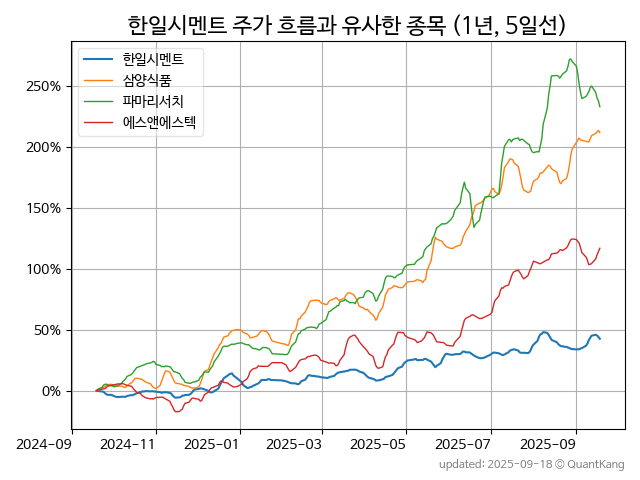 한일시멘트 주가 흐름과 유사한 종목 (1년, 5일선)
한일시멘트
삼양식품
파마리서치
에스앤에스텍
250%
200%
150%
100%
50%
0%
2024-09 2024-11 2025-01 2025-03 2025-05 2025-07 2025-09
updated: 2025-09-18 © QuantKang